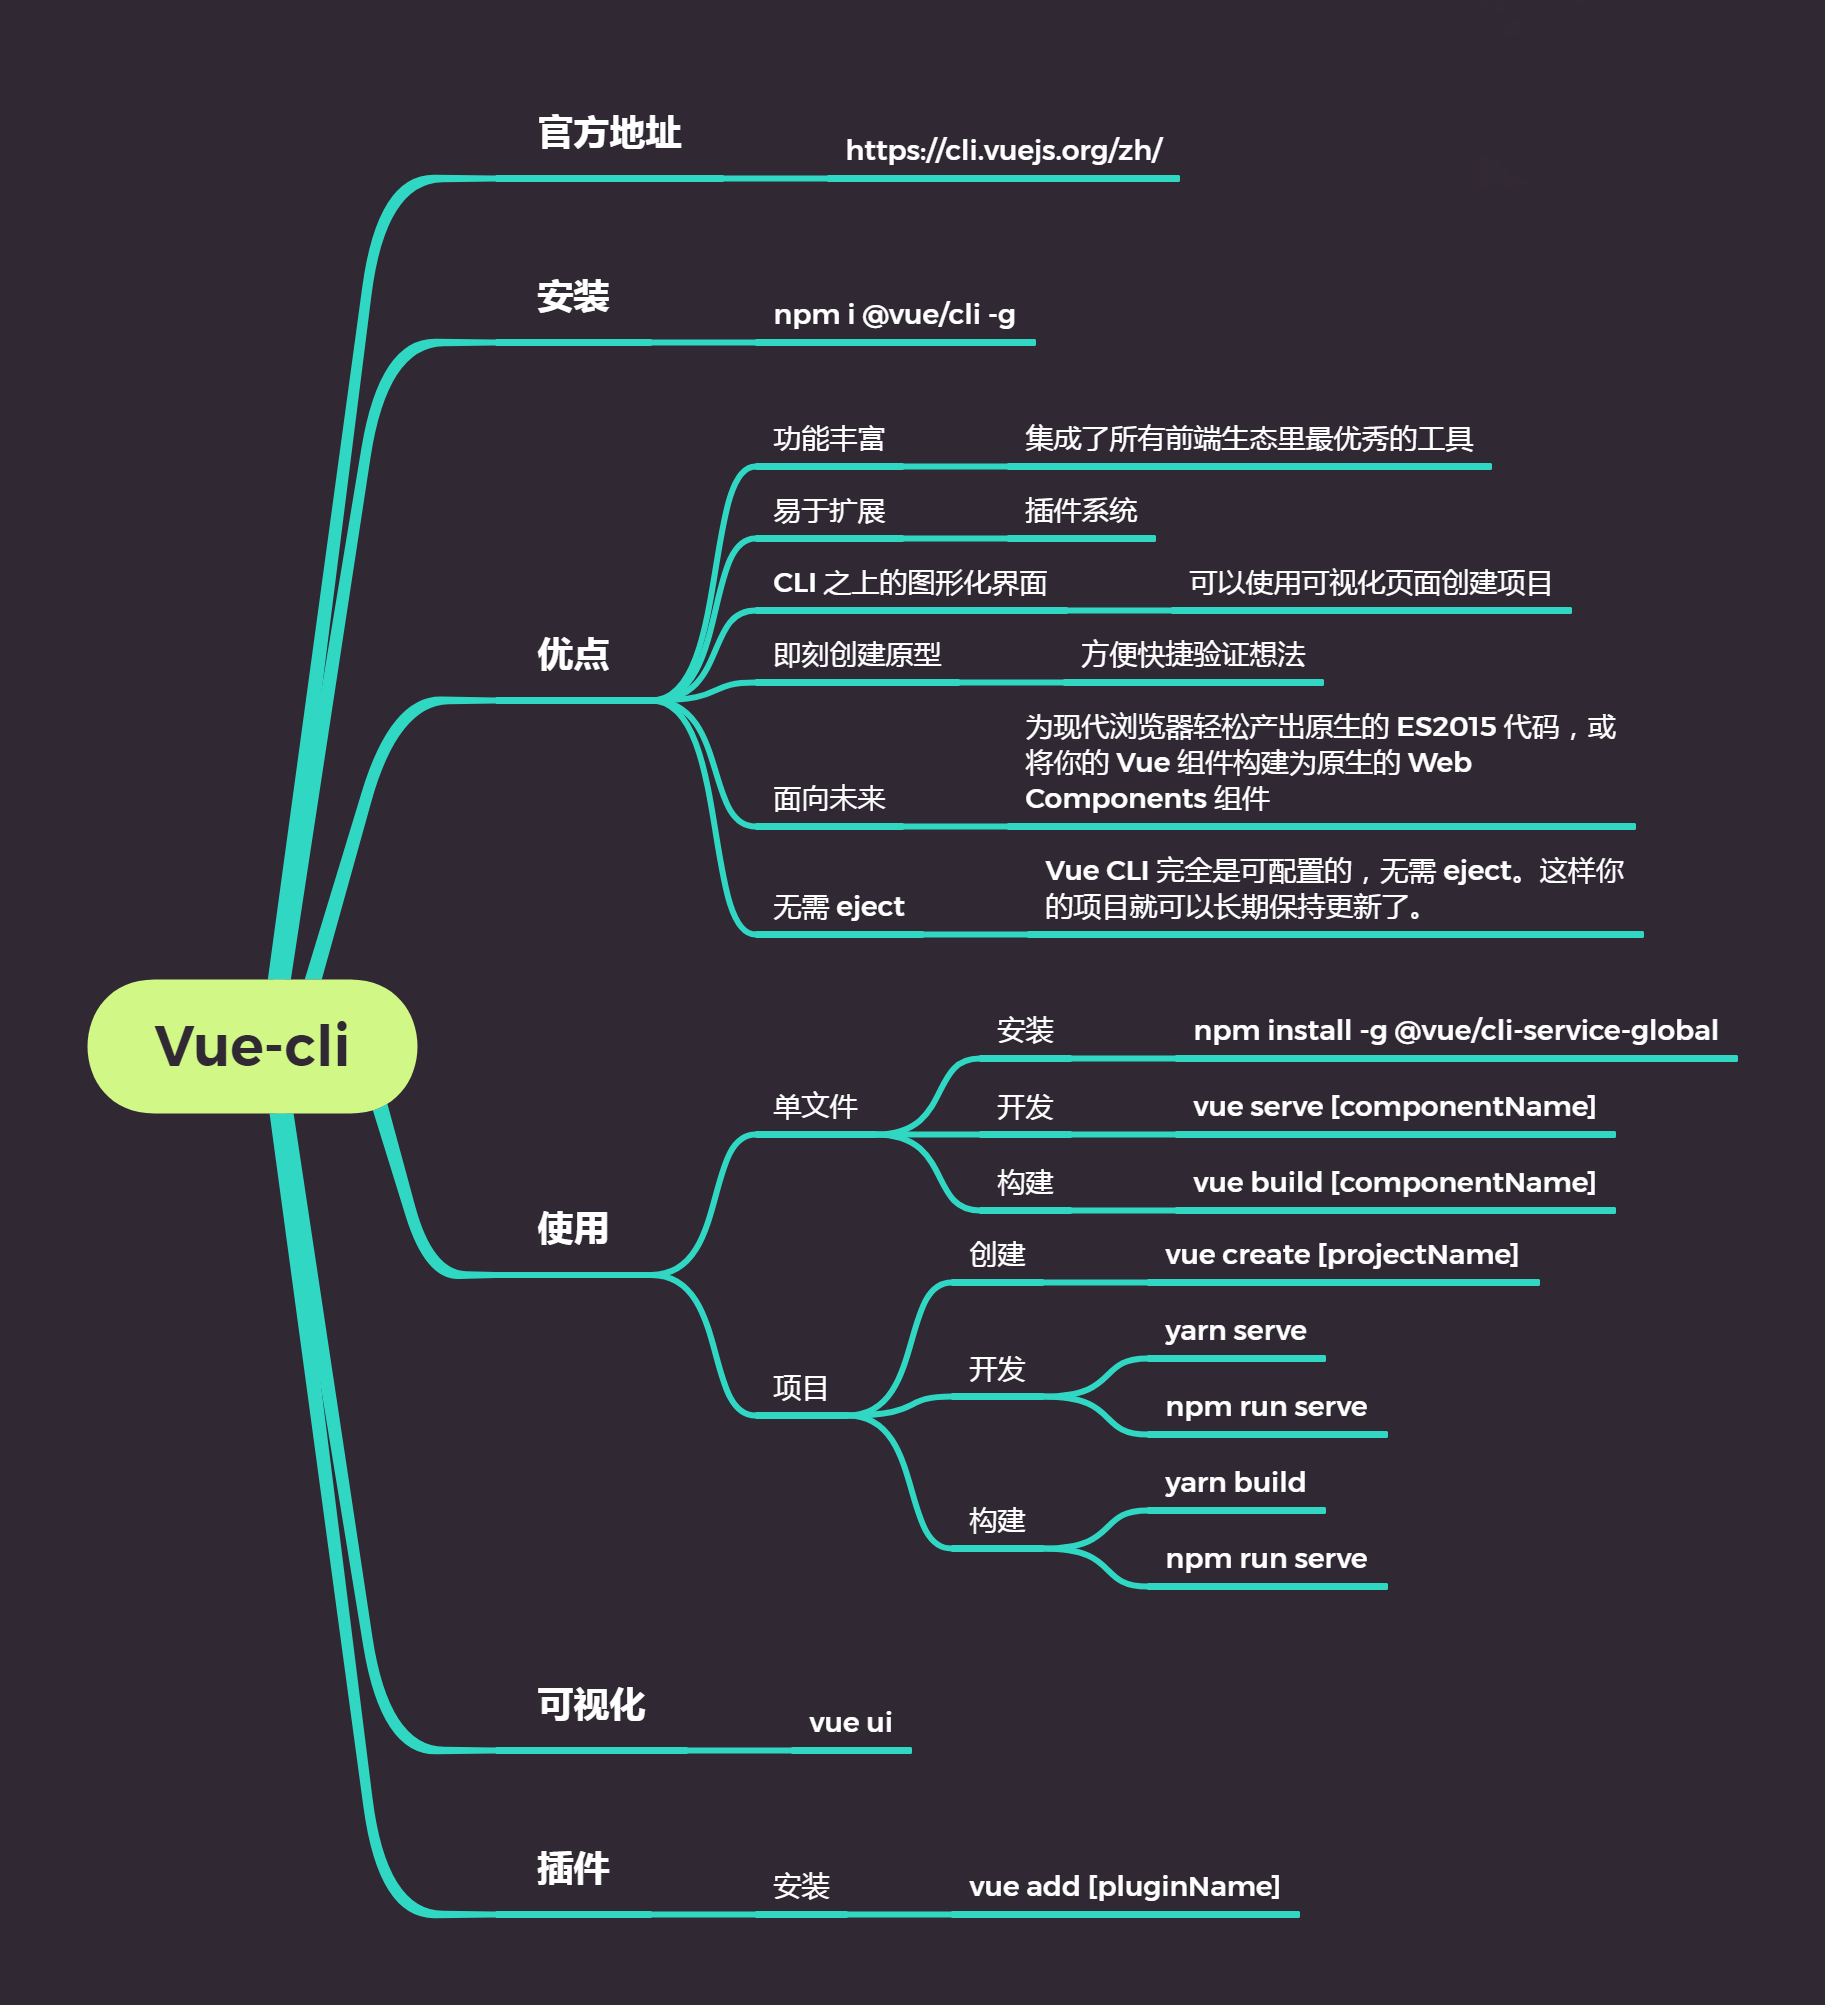 官方地址
https://cli.vuejs.org/zh/
安装
npm i @vue/cli -g
优点
功能丰富
集成了所有前端生态里最优秀的工具
易于扩展
插件系统
CLI 之上的图形化界面
可以使用可视化页面创建项目
即刻创建原型
方便快捷验证想法
面向未来
为现代浏览器轻松产出原生的 ES2015 代码，或
将你的 Vue 组件构建为原生的 Web
Components 组件
无需 eject
Vue CLI 完全是可配置的，无需 eject。这样你
的项目就可以长期保持更新了。
Vue-cli
使用
单文件
安装
npm install -g @vue/cli-service-global
开发
vue serve [componentName]
构建
vue build [componentName]
项目
创建
vue create [projectName]
开发
yarn serve
npm run serve
构建
yarn build
npm run serve
可视化
vue ui
插件
安装
vue add [pluginName]